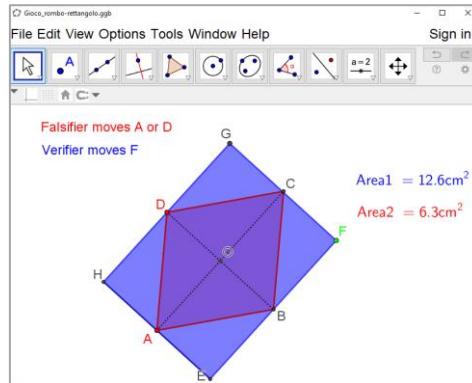 Gioco_rombo-rettangolo.ggb
File Edit View Options Tools Window Help Sign in
A a=2
Falsifier moves A or D
Verifier moves F
G
C
Area1 = 12.6cm²
D
Area2 = 6.3cm²
F
O
H
B
A
E